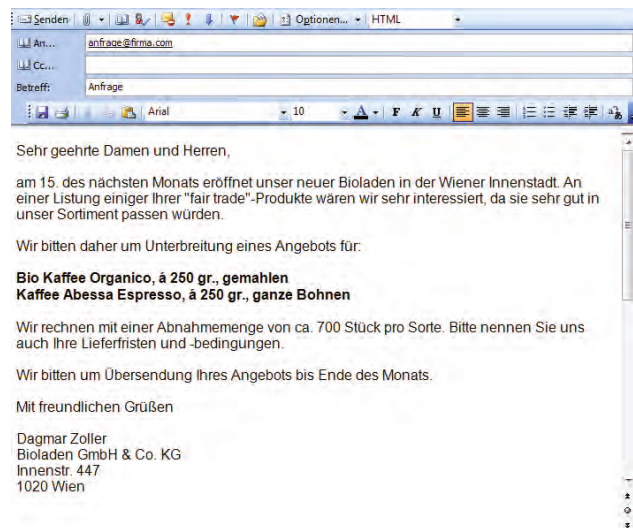 Senden Optionen... HTML
An... anfrage@firma.com
Cc...
Betreff: Anfrage
Arial 10 A F K U
Sehr geehrte Damen und Herren,
am 15. des nächsten Monats eröffnet unser neuer Bioladen in der Wiener Innenstadt. An
einer Listung einiger Ihrer "fair trade"-Produkte wären wir sehr interessiert, da sie sehr gut in
unser Sortiment passen würden.
Wir bitten daher um Unterbreitung eines Angebots für:
Bio Kaffee Organico, á 250 gr., gemahlen
Kaffee Abessa Espresso, á 250 gr., ganze Bohnen
Wir rechnen mit einer Abnahmemenge von ca. 700 Stück pro Sorte. Bitte nennen Sie uns
auch Ihre Lieferfristen und -bedingungen.
Wir bitten um Übersendung Ihres Angebots bis Ende des Monats.
Mit freundlichen Grüßen
Dagmar Zoller
Bioladen GmbH & Co. KG
Innenstr. 447
1020 Wien